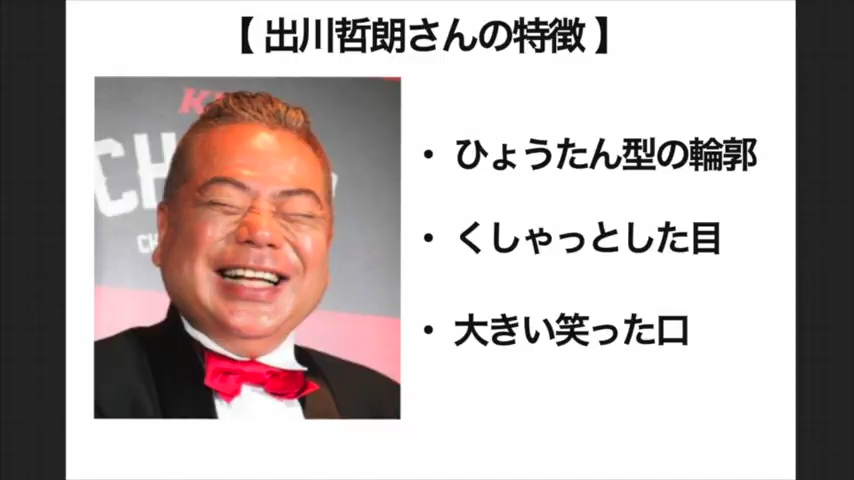 【 出川哲朗さんの特徴 】
・ ひょうたん型の輪郭
・ くしゃっとした目
・ 大きい笑った口
CH